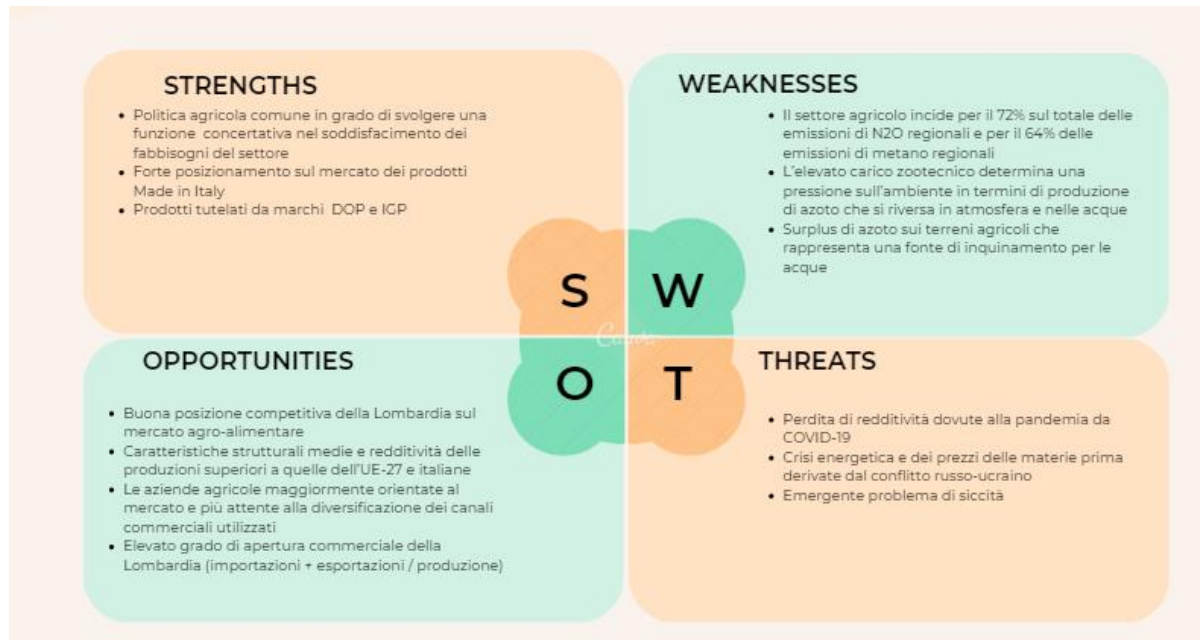 STRENGTHS
• Politica agricola comune in grado di svolgere una
funzione concertativa nel soddisfacimento dei
fabbisogni del settore
• Forte posizionamento sul mercato dei prodotti
Made in Italy
• Prodotti tutelati da marchi DOP e IGP
WEAKNESSES
• Il settore agricolo incide per il 72% sul totale delle
emissioni di N2O regionali e per il 64% delle
emissioni di metano regionali
• L'elevato carico zootecnico determina una
pressione sull'ambiente in termini di produzione
di azoto che si riversa in atmosfera e nelle acque
• Surplus di azoto sui terreni agricoli che
rappresenta una fonte di inquinamento per le
acque
S
W
Canva
O
T
OPPORTUNITIES
• Buona posizione competitiva della Lombardia sul
mercato agro-alimentare
• Caratteristiche strutturali medie e redditività delle
produzioni superiori a quelle dell'UE-27 e italiane
• Le aziende agricole maggiormente orientate al
mercato e più attente alla diversificazione dei canali
commerciali utilizzati
• Elevato grado di apertura commerciale della
Lombardia (importazioni + esportazioni / produzione)
THREATS
• Perdita di redditività dovute alla pandemia da
COVID-19
• Crisi energetica e dei prezzi delle materie prima
derivate dal conflitto russo-ucraino
• Emergente problema di siccità